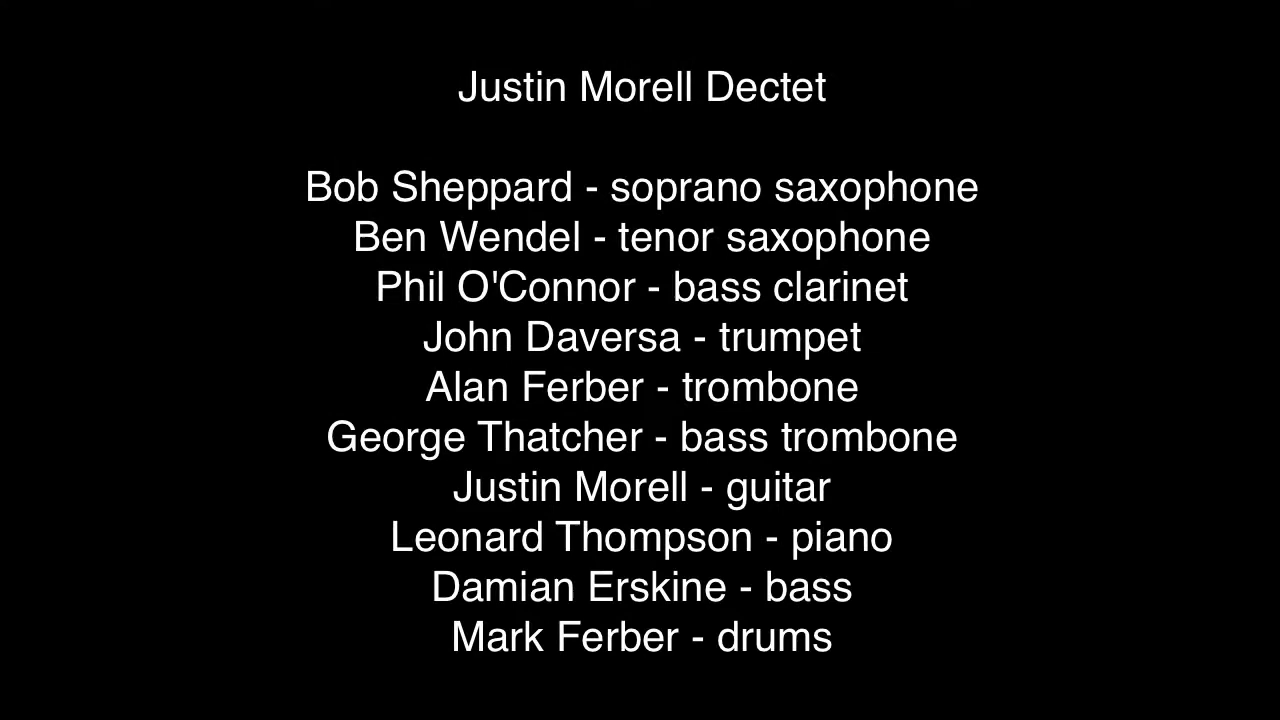 Justin Morell Dectet
Bob Sheppard - soprano saxophone
Ben Wendel - tenor saxophone
Phil O'Connor - bass clarinet
John Daversa - trumpet
Alan Ferber - trombone
George Thatcher - bass trombone
Justin Morell - guitar
Leonard Thompson - piano
Damian Erskine - bass
Mark Ferber - drums